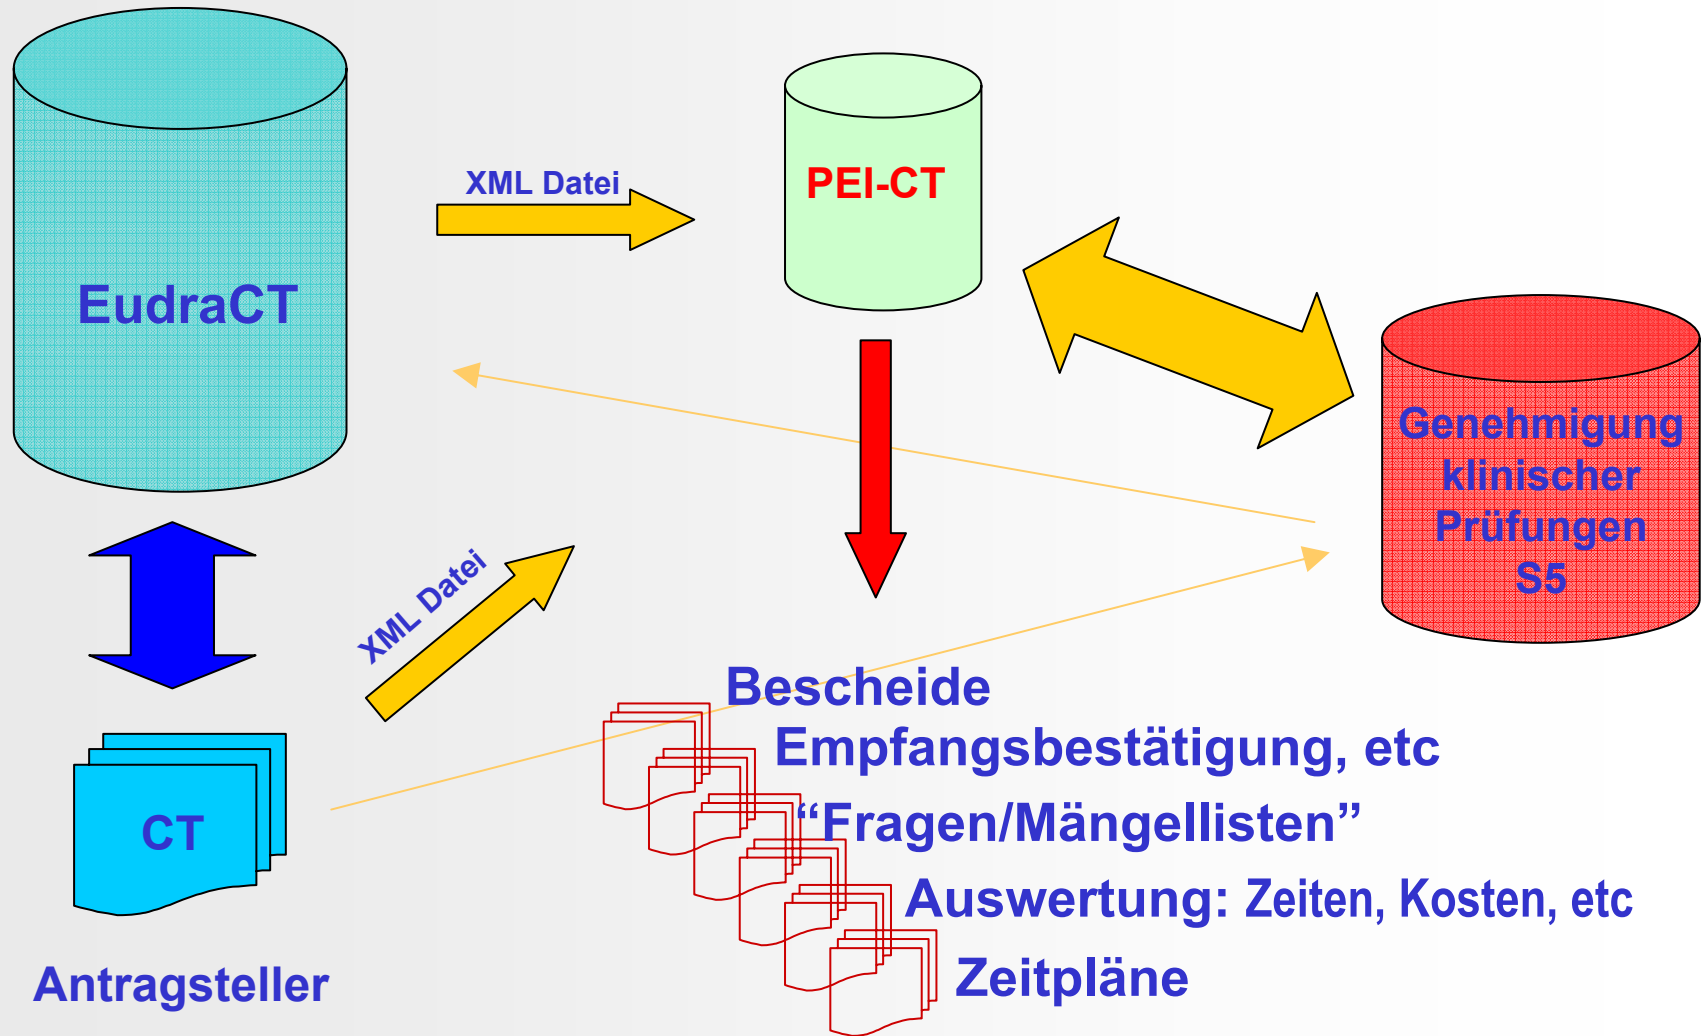 XML Datei
PEI-CT
EudraCT
Genehmigung
klinischer
Prüfungen
S5
XML Datei
CT
Antragsteller
Bescheide
Empfangsbestätigung, etc
“Fragen/Mängellisten”
Auswertung: Zeiten, Kosten, etc
Zeitpläne